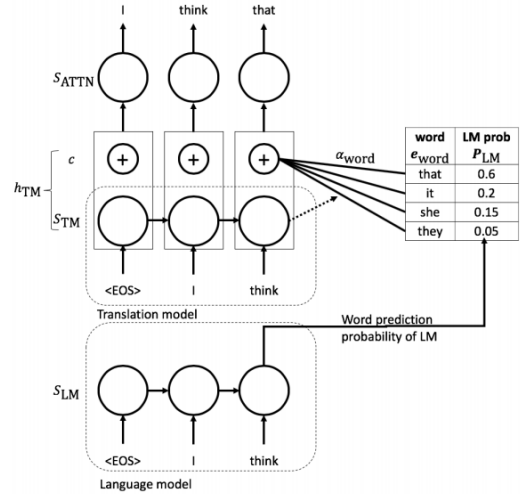 I think that
S_ATTN
c
h_TM
S_TM
α_word
word LM prob
e_word P_LM
that 0.6
it 0.2
she 0.15
they 0.05
<EOS> I think
Translation model
Word prediction
probability of LM
S_LM
<EOS> I think
Language model
+ + +